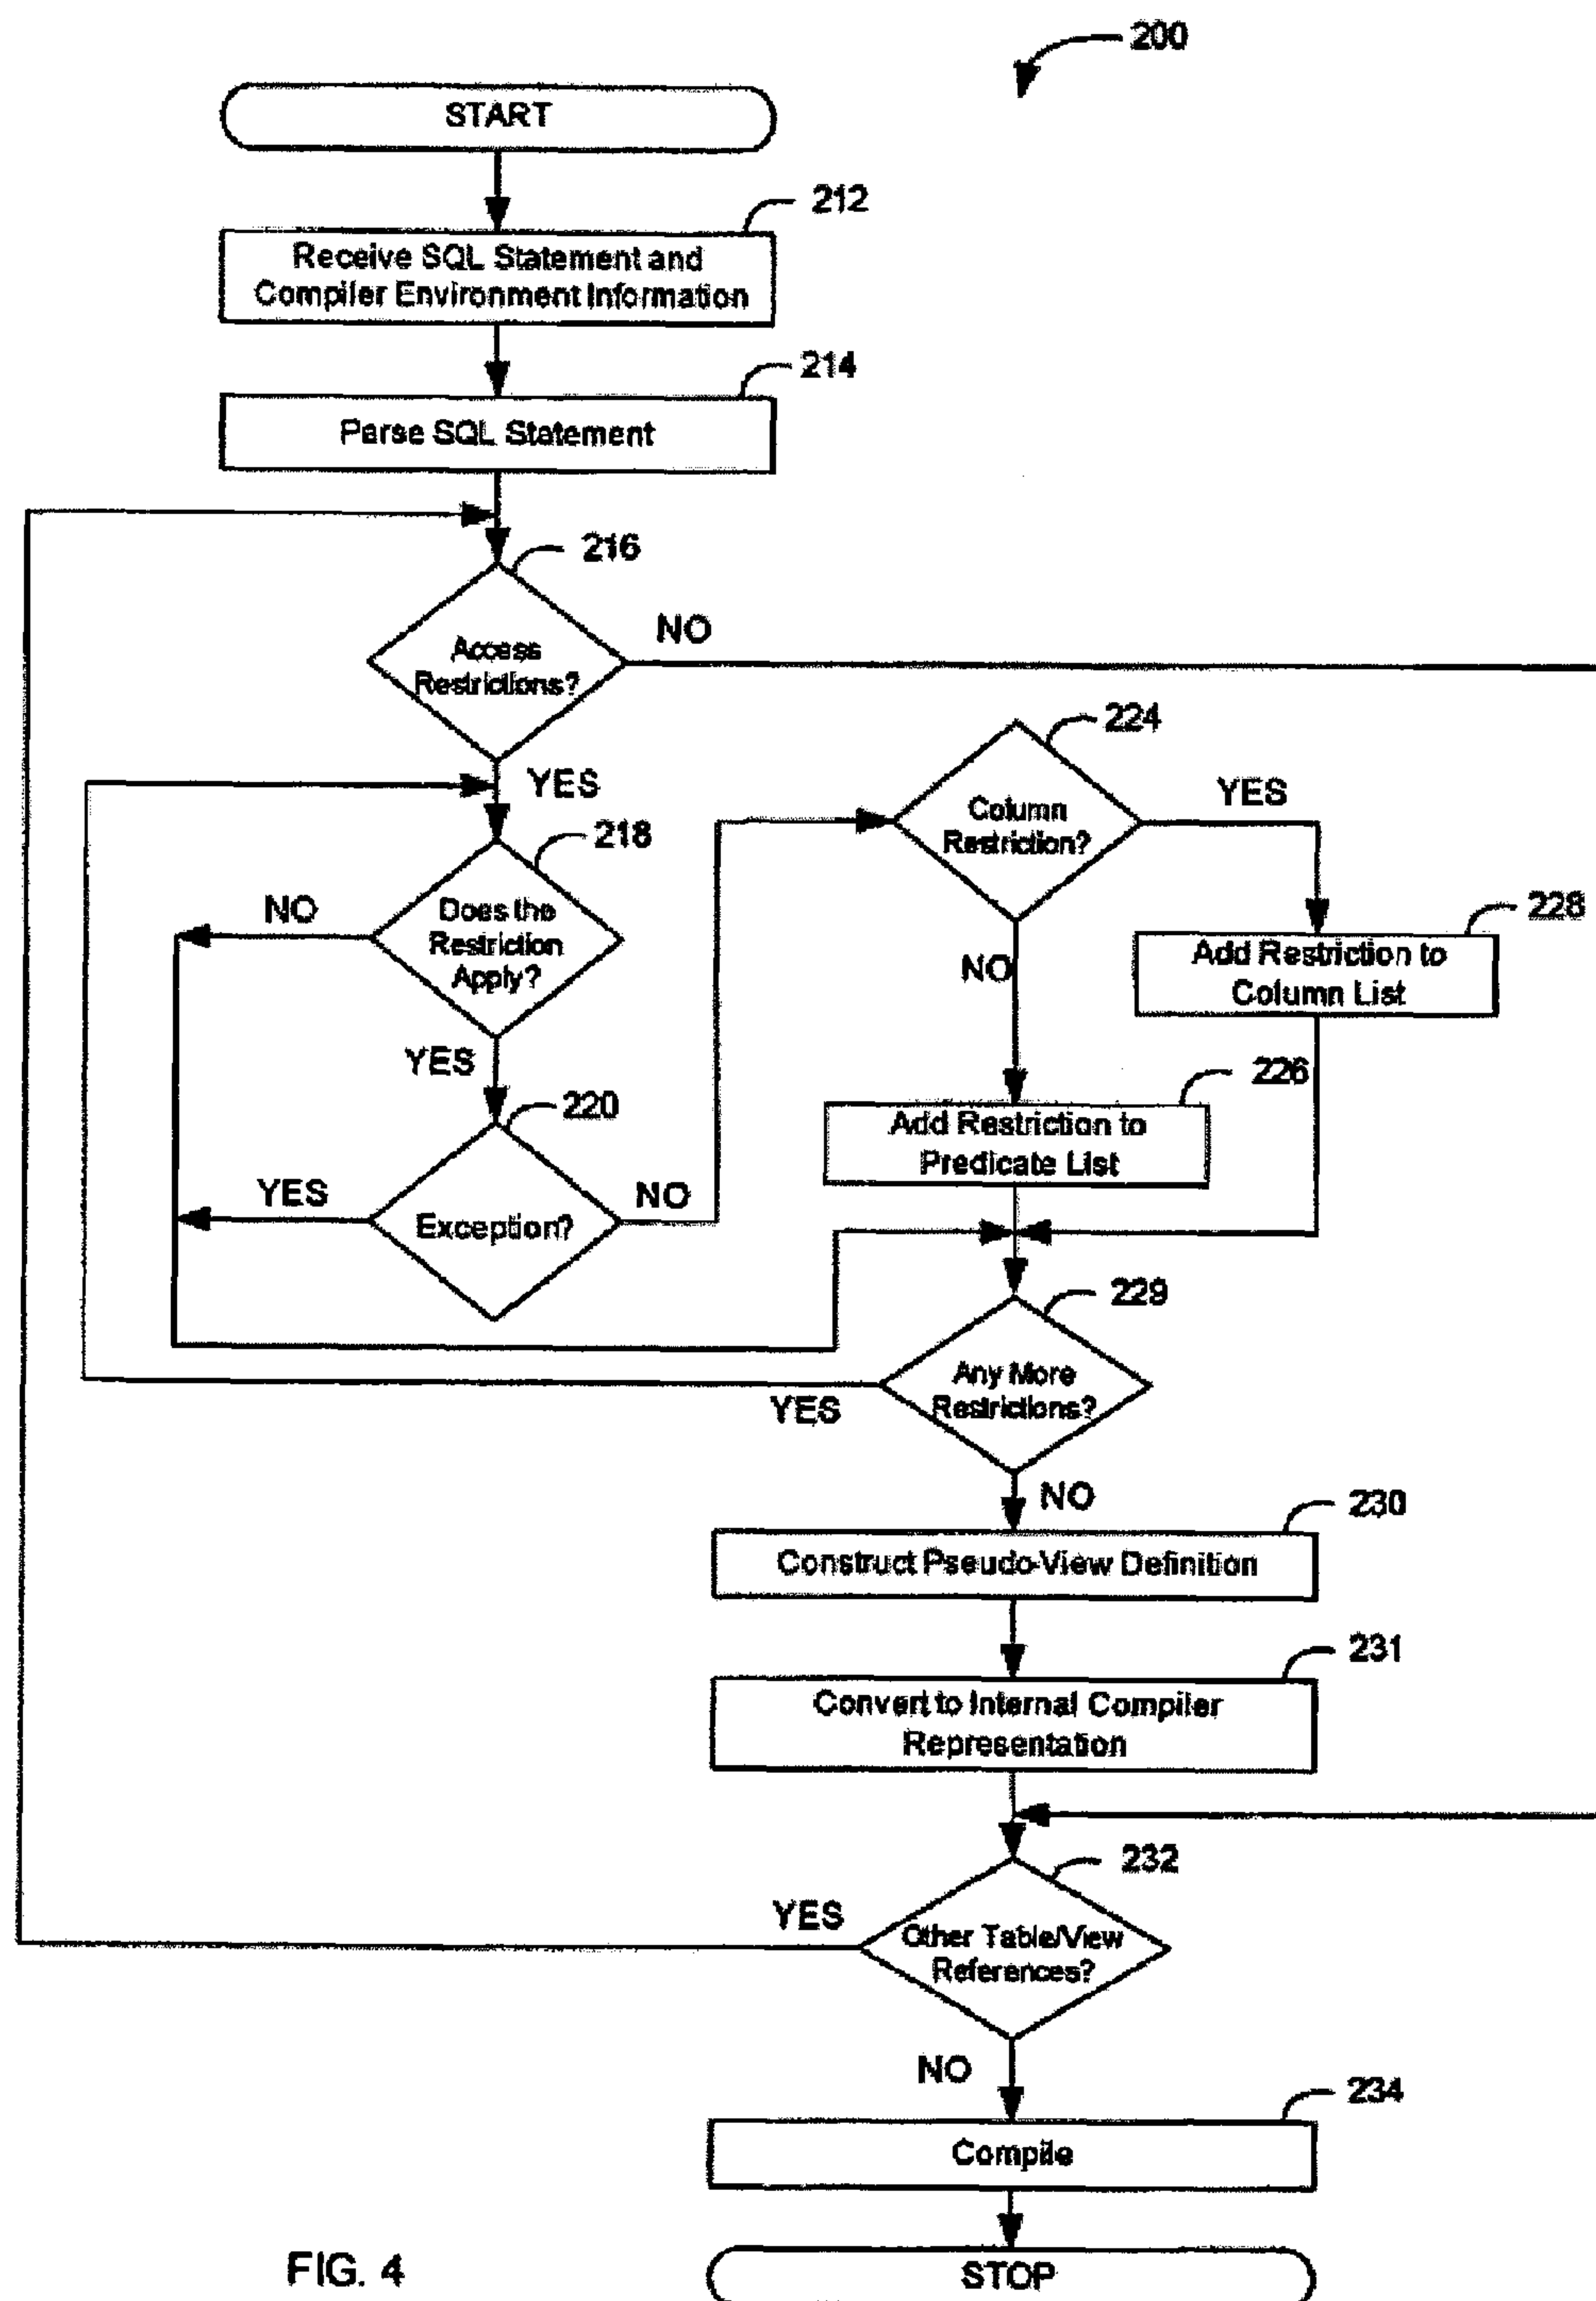 200
START
212
Receive SQL Statement and
Compiler Environment Information
214
Parse SQL Statement
216
Access
Restrictions?
NO
YES
224
Column
Restriction?
YES
218
Does the
Restriction
Apply?
NO
YES
228
Add Restriction to
Column List
NO
226
Add Restriction to
Predicate List
220
Exception?
YES
NO
229
Any More
Restrictions?
YES
NO
230
Construct Pseudo-View Definition
231
Convert to Internal Compiler
Representation
232
Other Table/View
References?
YES
NO
234
Compile
STOP
FIG. 4